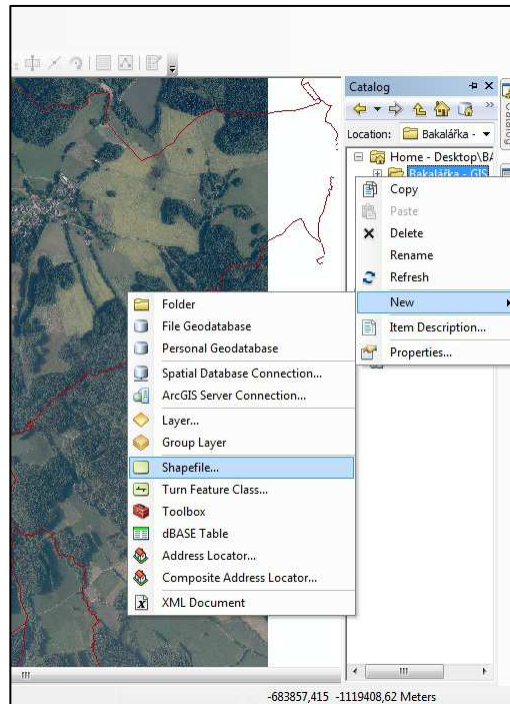 Catalog
Location: Bakalářka -
Home - Desktop\BA
Bakalářka - GIS
Copy
Paste
Delete
Rename
Refresh
New
Item Description...
Properties...
Folder
File Geodatabase
Personal Geodatabase
Spatial Database Connection...
ArcGIS Server Connection...
Layer...
Group Layer
Shapefile...
Turn Feature Class...
Toolbox
dBASE Table
Address Locator...
Composite Address Locator...
XML Document
-683857,415 -1119408,62 Meters